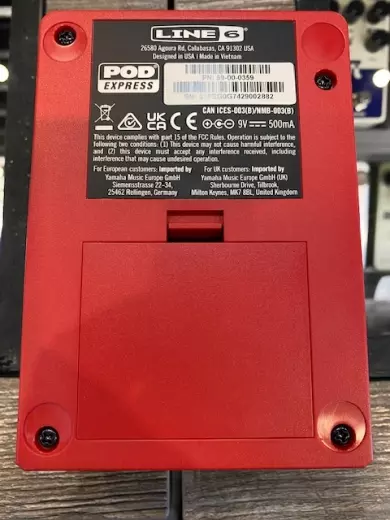 LINE 6
26580 Agoura Rd, Calabasas, CA 91302 USA
Designed in USA | Made in Vietnam
POD
EXPRESS
P/N: 69-00-0359
CAN ICES-003(B)/NMB-003(B)
UK
CA
CE
9V 500mA
This device complies with part 15 of the FCC Rules. Operation is subject to the
following two conditions: (1) This device may not cause harmful interference,
and (2) this device must accept any interference received, including
interference that may cause undesired operation.
For European customers: Imported by
Yamaha Music Europe GmbH
Siemensstrasse 22-34,
25462 Rellingen, Germany
For UK customers: Imported by
Yamaha Music Europe GmbH (UK)
Sherbourne Drive, Tilbrook,
Milton Keynes, MK7 8BL, United Kingdom